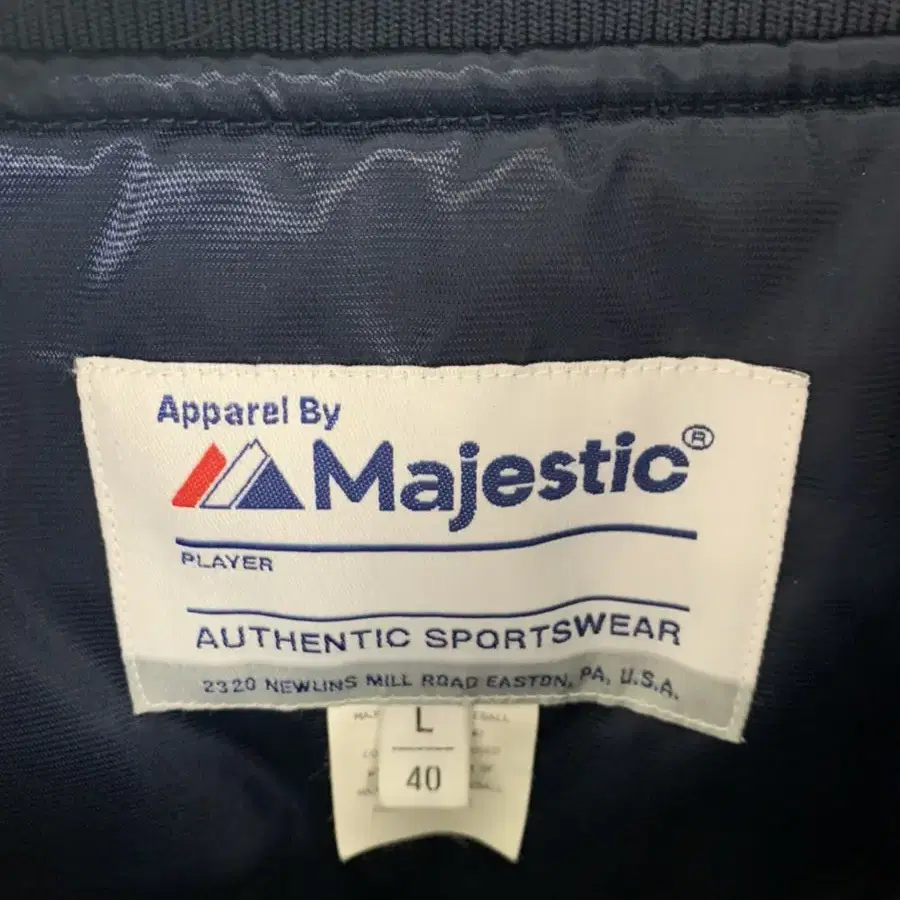 Apparel By
Majestic®
PLAYER
AUTHENTIC SPORTSWEAR
2320 NEWLINS MILL ROAD EASTON, PA, U.S.A.
L
40